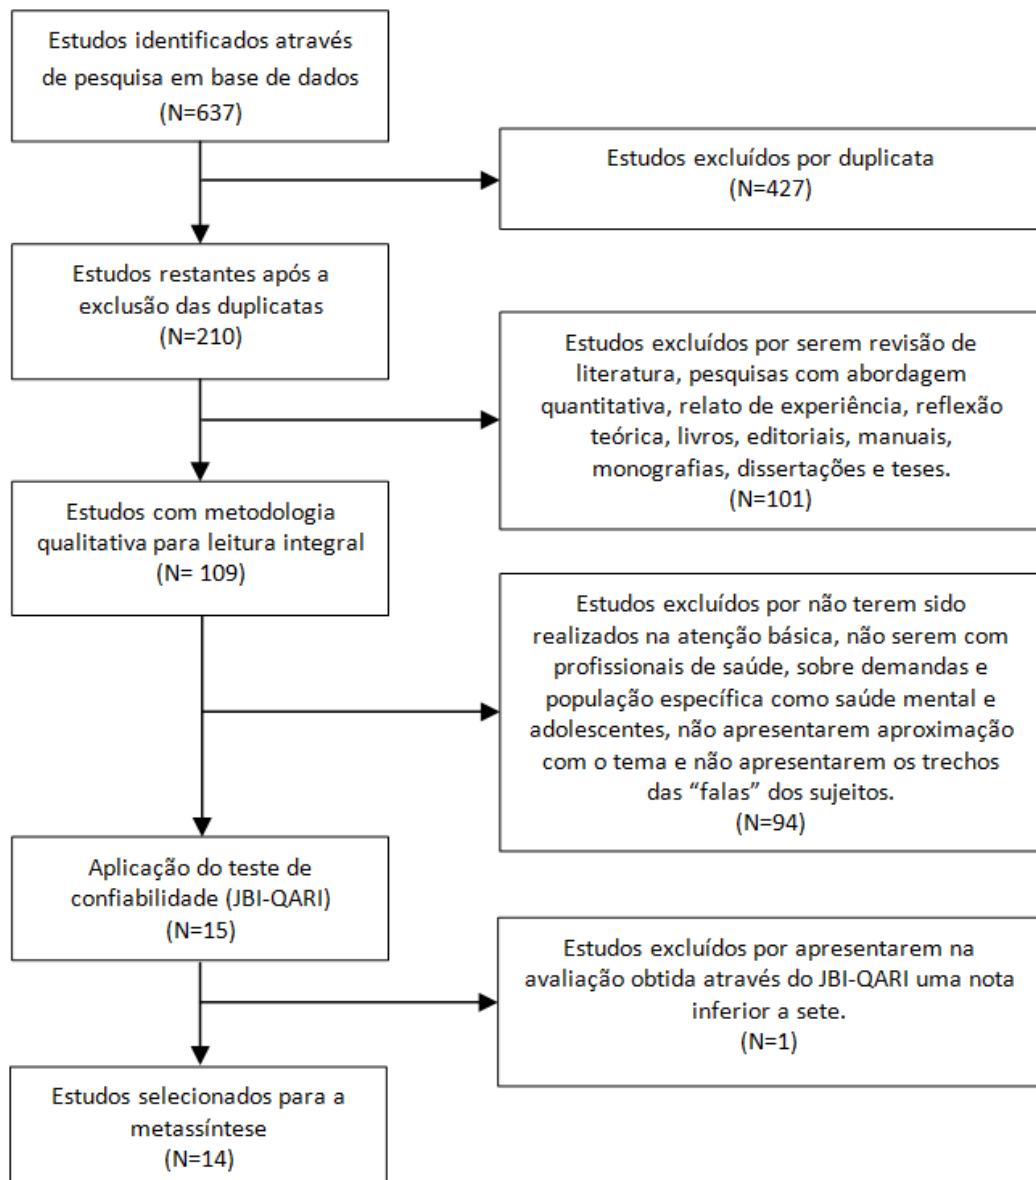 Estudos identificados através
de pesquisa em base de dados
(N=637)
Estudos excluídos por duplicata
(N=427)
Estudos restantes após a
exclusão das duplicatas
(N=210)
Estudos excluídos por serem revisão de
literatura, pesquisas com abordagem
quantitativa, relato de experiência, reflexão
teórica, livros, editoriais, manuais,
monografias, dissertações e teses.
(N=101)
Estudos com metodologia
qualitativa para leitura integral
(N= 109)
Estudos excluídos por não terem sido
realizados na atenção básica, não serem com
profissionais de saúde, sobre demandas e
população específica como saúde mental e
adolescentes, não apresentarem aproximação
com o tema e não apresentarem os trechos
das “falas” dos sujeitos.
(N=94)
Aplicação do teste de
confiabilidade (JBI-QARI)
(N=15)
Estudos excluídos por apresentarem na
avaliação obtida através do JBI-QARI uma nota
inferior a sete.
(N=1)
Estudos selecionados para a
metassíntese
(N=14)